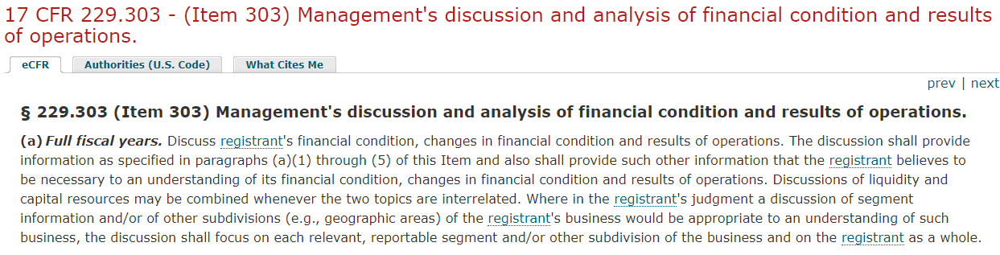 17 CFR 229.303 - (Item 303) Management's discussion and analysis of financial condition and results
of operations.
eCFR
Authorities (U.S. Code)
What Cites Me
prev | next
§ 229.303 (Item 303) Management's discussion and analysis of financial condition and results of operations.
(a) Full fiscal years. Discuss registrant's financial condition, changes in financial condition and results of operations. The discussion shall provide
information as specified in paragraphs (a)(1) through (5) of this Item and also shall provide such other information that the registrant believes to
be necessary to an understanding of its financial condition, changes in financial condition and results of operations. Discussions of liquidity and
capital resources may be combined whenever the two topics are interrelated. Where in the registrant's judgment a discussion of segment
information and/or of other subdivisions (e.g., geographic areas) of the registrant's business would be appropriate to an understanding of such
business, the discussion shall focus on each relevant, reportable segment and/or other subdivision of the business and on the registrant as a whole.